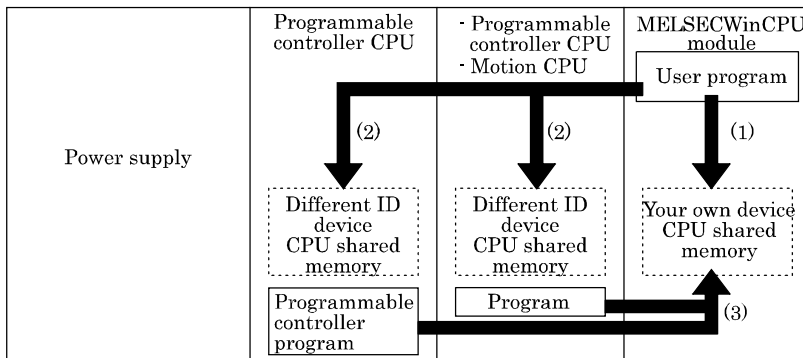 Programmable
controller CPU
- Programmable
controller CPU
- Motion CPU
MELSECWinCPU
module
User program
(2)
(2)
(1)
Power supply
Different ID
device
CPU shared
memory
Different ID
device
CPU shared
memory
Your own device
CPU shared
memory
Programmable
controller
program
Program
(3)